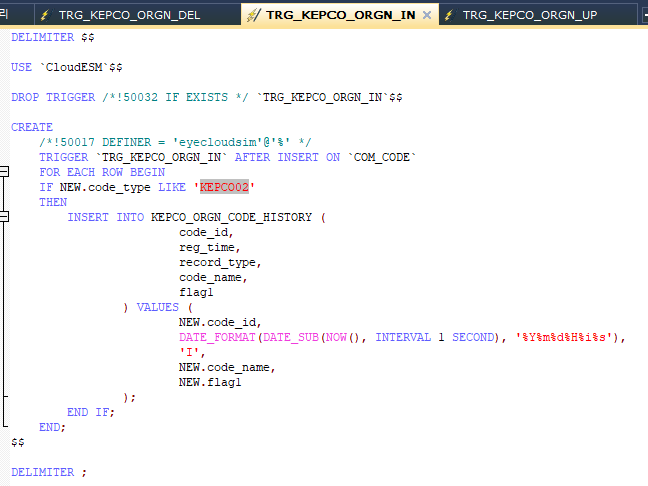 리 TRG_KEPCO_ORGN_DEL TRG_KEPCO_ORGN_IN TRG_KEPCO_ORGN_UP
DELIMITER $$
USE `CloudESM`$$
DROP TRIGGER /*!50032 IF EXISTS */ `TRG_KEPCO_ORGN_IN`$$
CREATE
/*!50017 DEFINER = 'eyecloudsim'@'%' */
TRIGGER `TRG_KEPCO_ORGN_IN` AFTER INSERT ON `COM_CODE`
FOR EACH ROW BEGIN
IF NEW.code_type LIKE 'KEPCO02'
THEN
INSERT INTO KEPCO_ORGN_CODE_HISTORY (
code_id,
reg_time,
record_type,
code_name,
flag1
) VALUES (
NEW.code_id,
DATE_FORMAT(DATE_SUB(NOW(), INTERVAL 1 SECOND), '%Y%m%d%H%i%s'),
'I',
NEW.code_name,
NEW.flag1
);
END IF;
END;
$$
DELIMITER ;